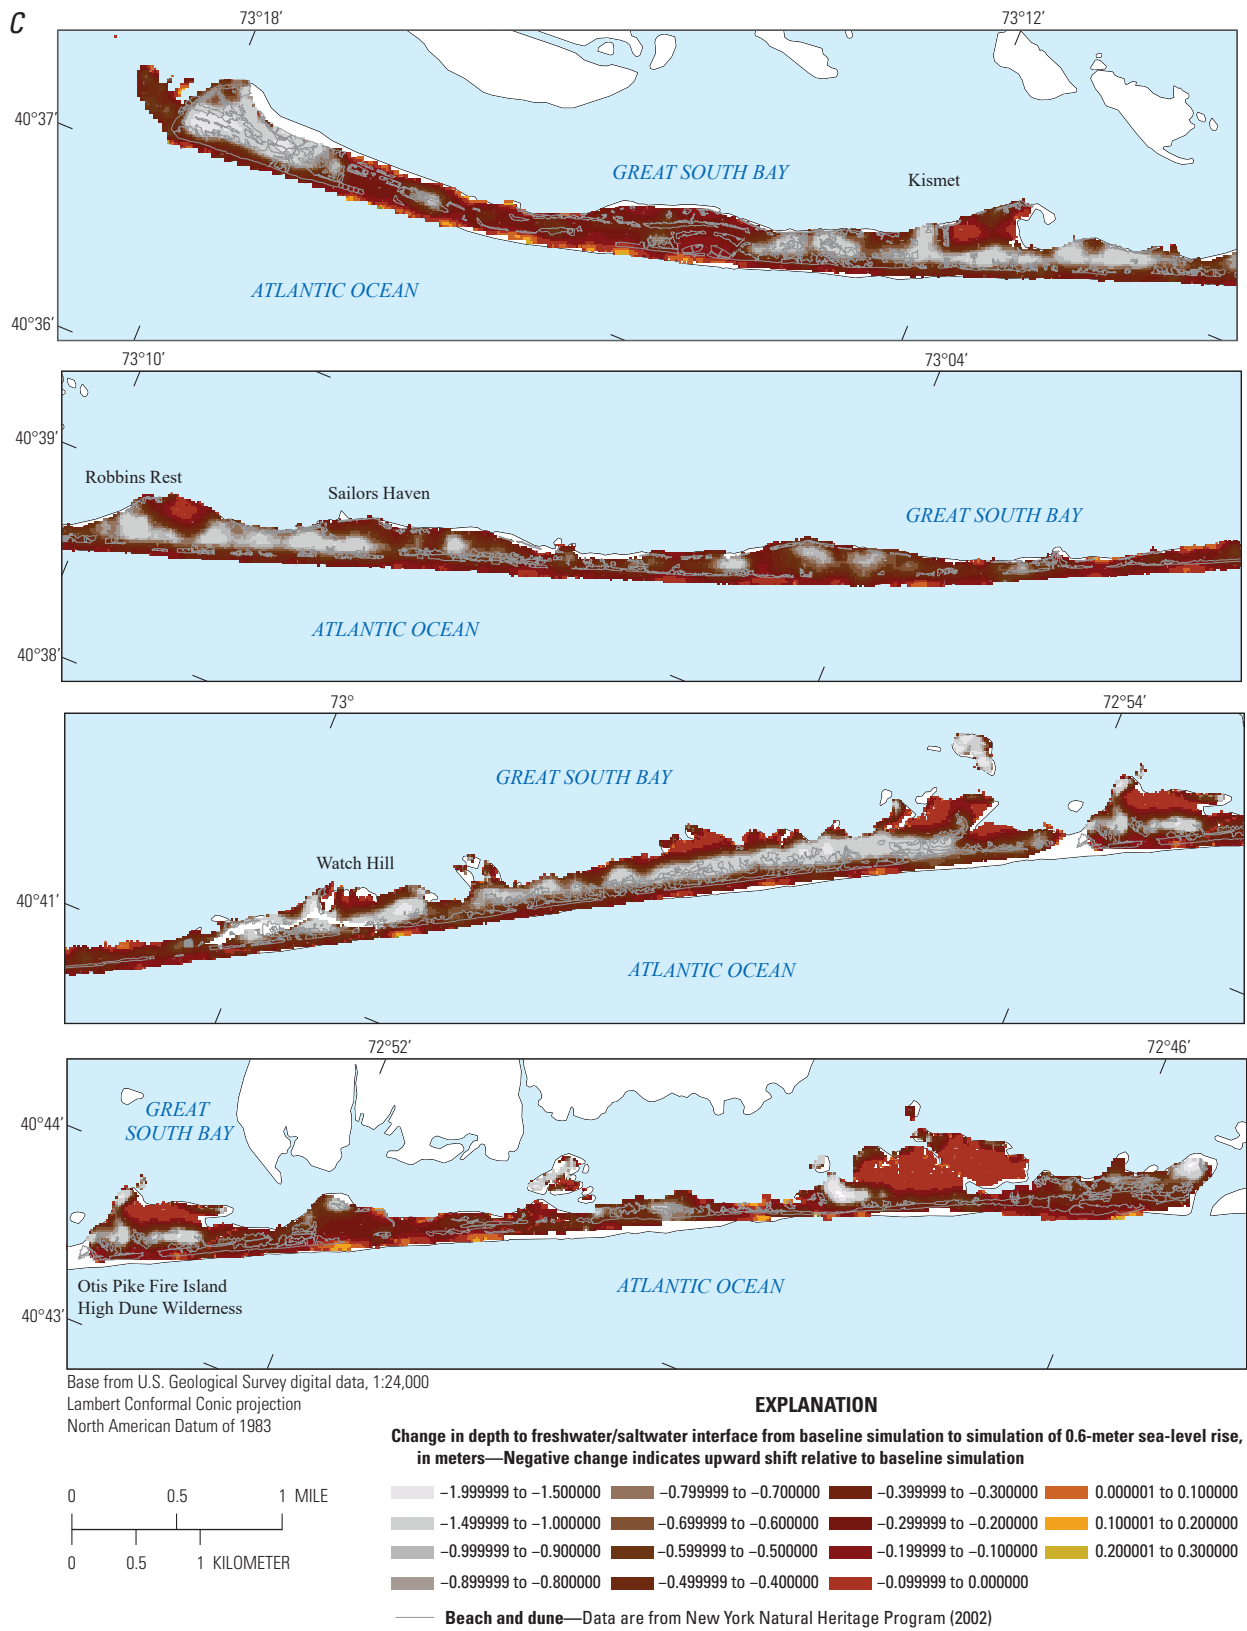 C
73°18′
73°12′
40°37′
GREAT SOUTH BAY
Kismet
ATLANTIC OCEAN
40°36′
73°10′
73°04′
40°39′
Robbins Rest
Sailors Haven
GREAT SOUTH BAY
ATLANTIC OCEAN
40°38′
73°
72°54′
GREAT SOUTH BAY
Watch Hill
40°41′
ATLANTIC OCEAN
72°52′
72°46′
40°44′
GREAT
SOUTH BAY
Otis Pike Fire Island
High Dune Wilderness
ATLANTIC OCEAN
40°43′
Base from U.S. Geological Survey digital data, 1:24,000
Lambert Conformal Conic projection
North American Datum of 1983
0 0.5 1 MILE
0 0.5 1 KILOMETER
EXPLANATION
Change in depth to freshwater/saltwater interface from baseline simulation to simulation of 0.6-meter sea-level rise,
in meters—Negative change indicates upward shift relative to baseline simulation
−1.999999 to −1.500000
−1.499999 to −1.000000
−0.999999 to −0.900000
−0.899999 to −0.800000
−0.799999 to −0.700000
−0.699999 to −0.600000
−0.599999 to −0.500000
−0.499999 to −0.400000
−0.399999 to −0.300000
−0.299999 to −0.200000
−0.199999 to −0.100000
−0.099999 to 0.000000
0.000001 to 0.100000
0.100001 to 0.200000
0.200001 to 0.300000
Beach and dune—Data are from New York Natural Heritage Program (2002)